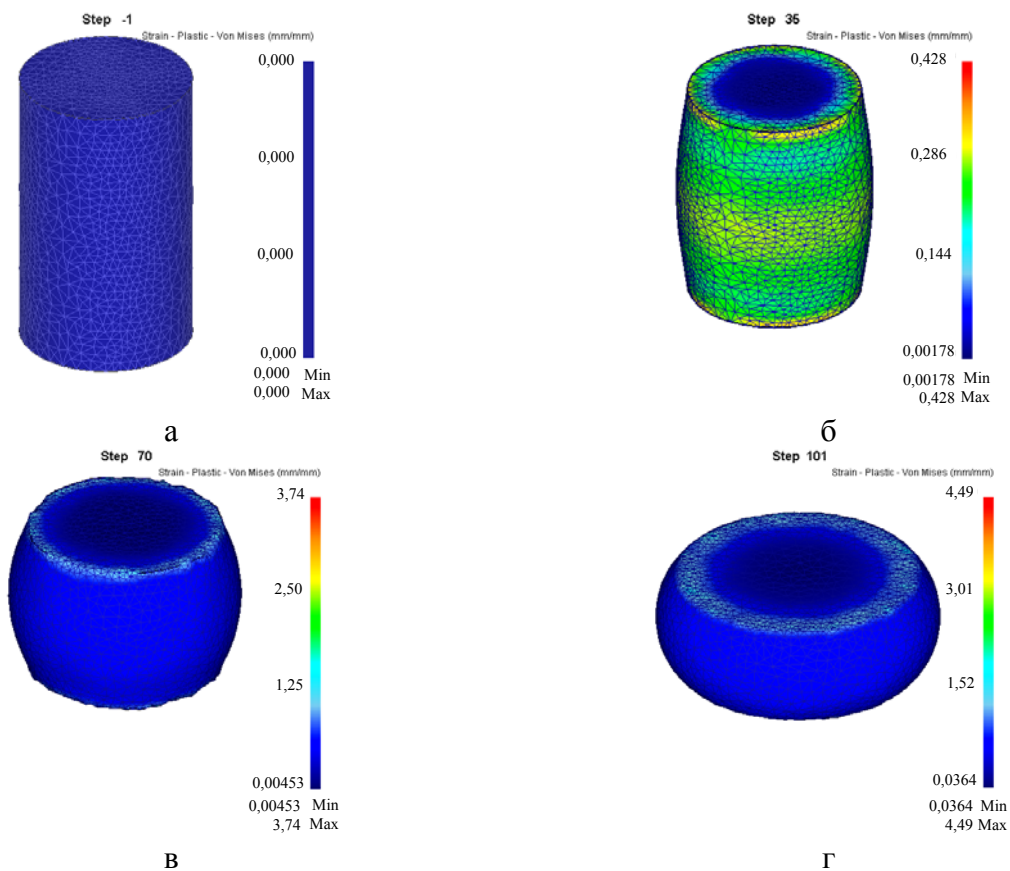 Step -1
Strain - Plastic - Von Mises (mm/mm)
0,000
0,000
0,000
0,000
0,000 Min
0,000 Max
а
Step 35
Strain - Plastic - Von Mises (mm/mm)
0,428
0,286
0,144
0,00178
0,00178 Min
0,428 Max
б
Step 70
Strain - Plastic - Von Mises (mm/mm)
3,74
2,50
1,25
0,00453
0,00453 Min
3,74 Max
в
Step 101
Strain - Plastic - Von Mises (mm/mm)
4,49
3,01
1,52
0,0364
0,0364 Min
4,49 Max
г